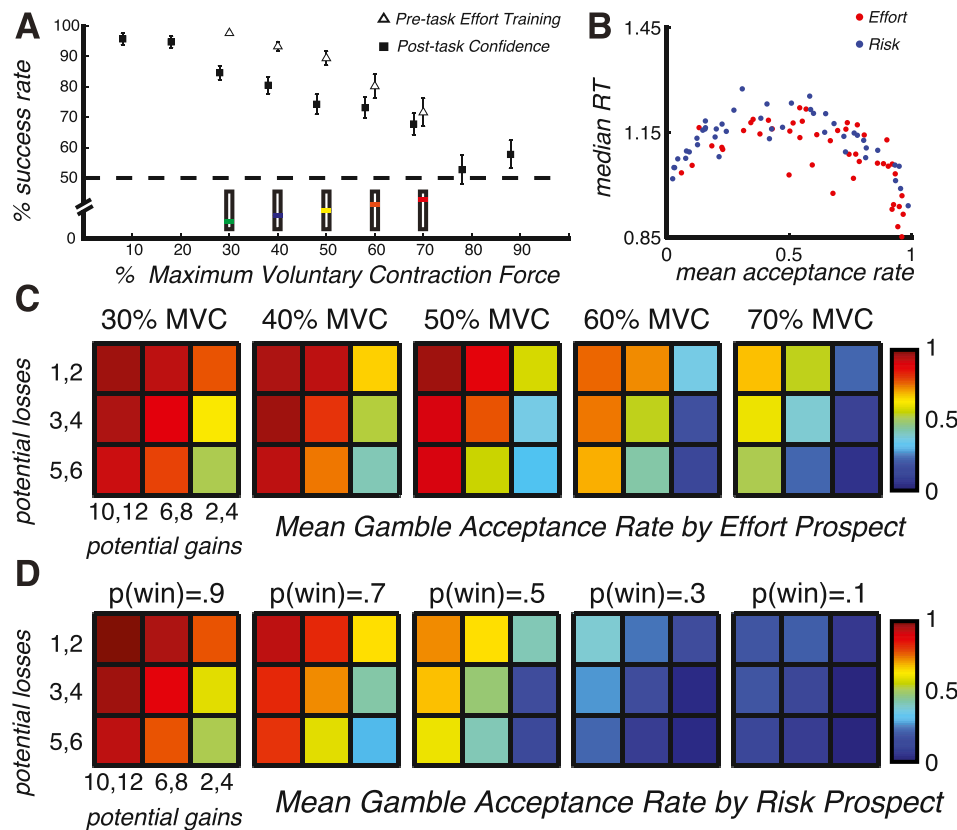 A
100
90
80
70
60
50
0
% success rate
Pre-task Effort Training
Post-task Confidence
10 20 30 40 50 60 70 80 90
% Maximum Voluntary Contraction Force
B
1.45
1.15
0.85
median RT
Effort
Risk
0 0.5 1
mean acceptance rate
C
30% MVC 40% MVC 50% MVC 60% MVC 70% MVC
potential losses
1,2
3,4
5,6
10,12 6,8 2,4
potential gains
1
0.5
0
Mean Gamble Acceptance Rate by Effort Prospect
D
p(win)=.9 p(win)=.7 p(win)=.5 p(win)=.3 p(win)=.1
potential losses
1,2
3,4
5,6
10,12 6,8 2,4
potential gains
1
0.5
0
Mean Gamble Acceptance Rate by Risk Prospect